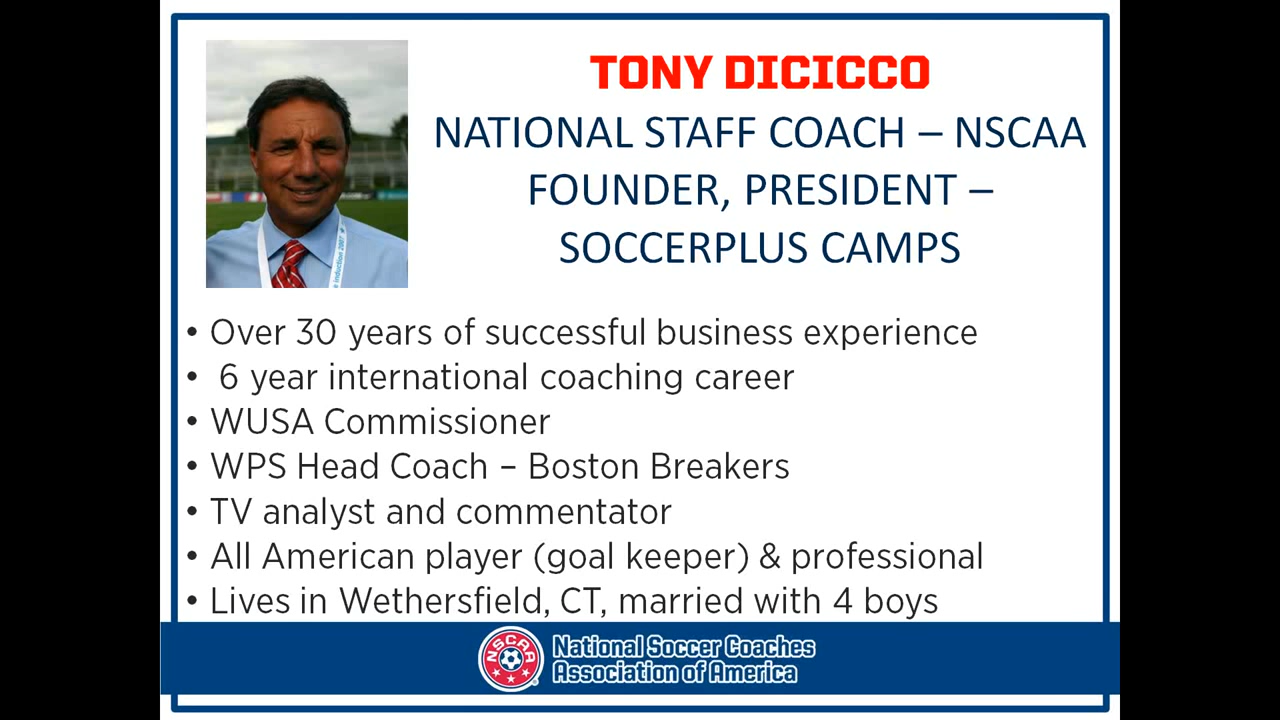 TONY DICICCO
NATIONAL STAFF COACH – NSCAA
FOUNDER, PRESIDENT –
SOCCERPLUS CAMPS
induction 2007
• Over 30 years of successful business experience
• 6 year international coaching career
• WUSA Commissioner
• WPS Head Coach – Boston Breakers
• TV analyst and commentator
• All American player (goal keeper) & professional
• Lives in Wethersfield, CT, married with 4 boys
NSCAA
National Soccer Coaches
Association of America